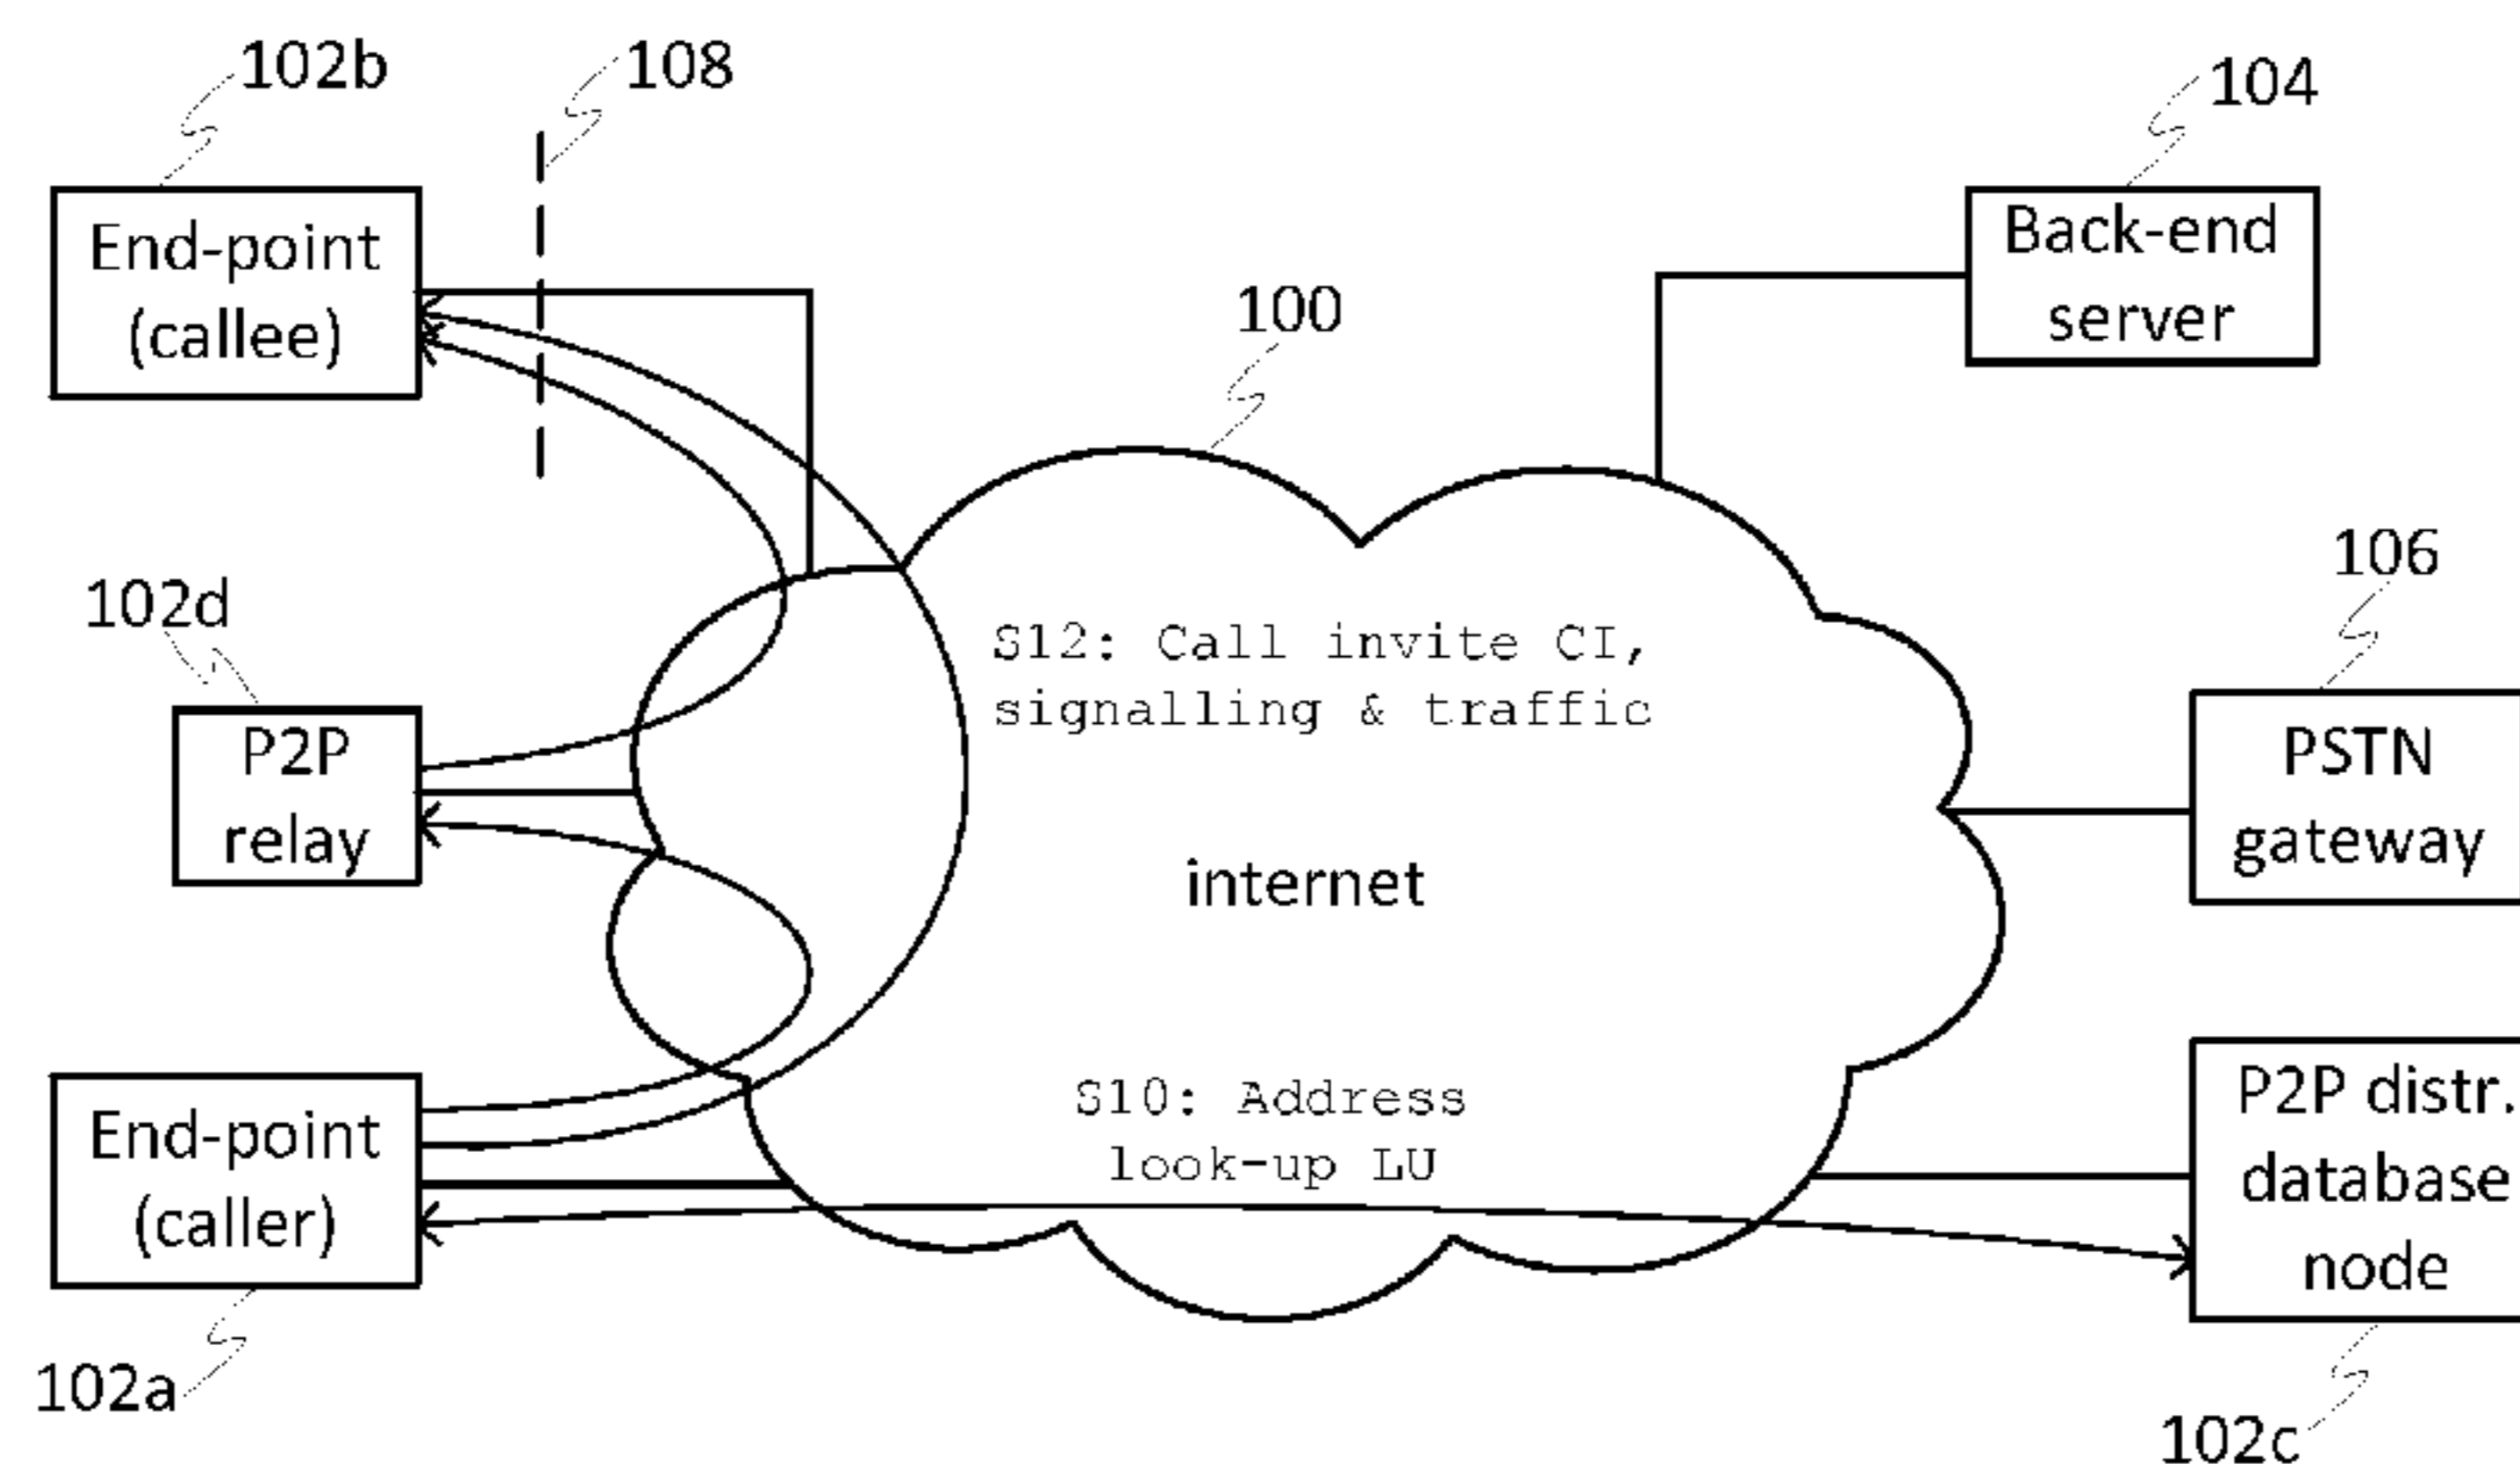 102b
108
104
End-point
(callee)
Back-end
server
100
102d
106
S12: Call invite CI,
signalling & traffic
P2P
relay
PSTN
gateway
internet
End-point
(caller)
S10: Address
look-up LU
P2P distr.
database
node
102a
102c